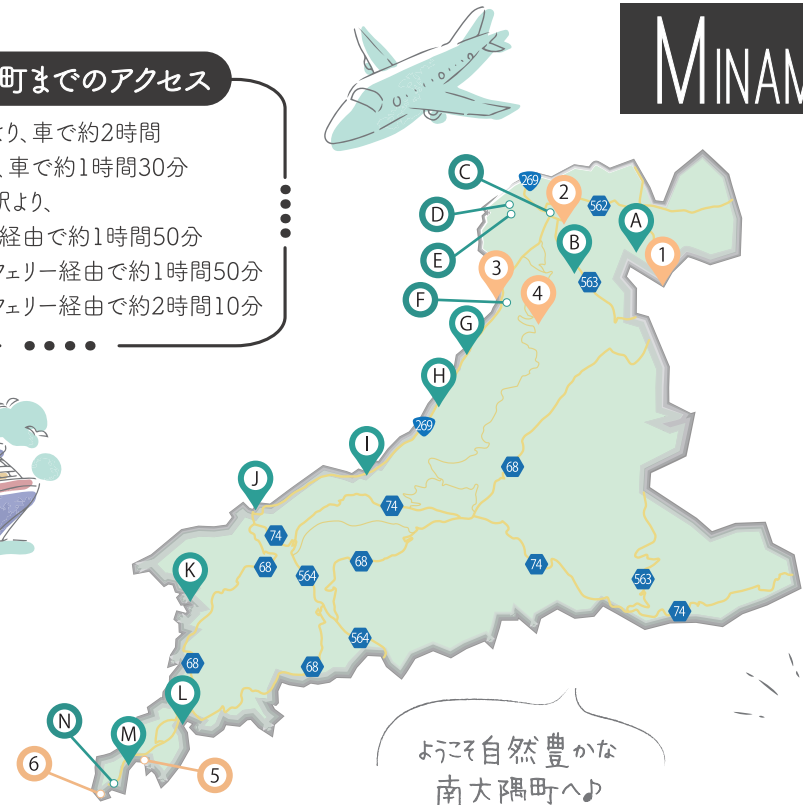 町までのアクセス
り、車で約2時間
、車で約1時間30分
駅より、
経由で約1時間50分
フェリー経由で約1時間50分
フェリー経由で約2時間10分
MINAM
C
269
2
562
D
A
B
E
1
3
563
4
F
G
H
269
I
68
J
74
74
K
68
564
68
74
563
74
564
68
68
L
N
M
6
5
ようこそ自然豊かな
南大隅町へ♪